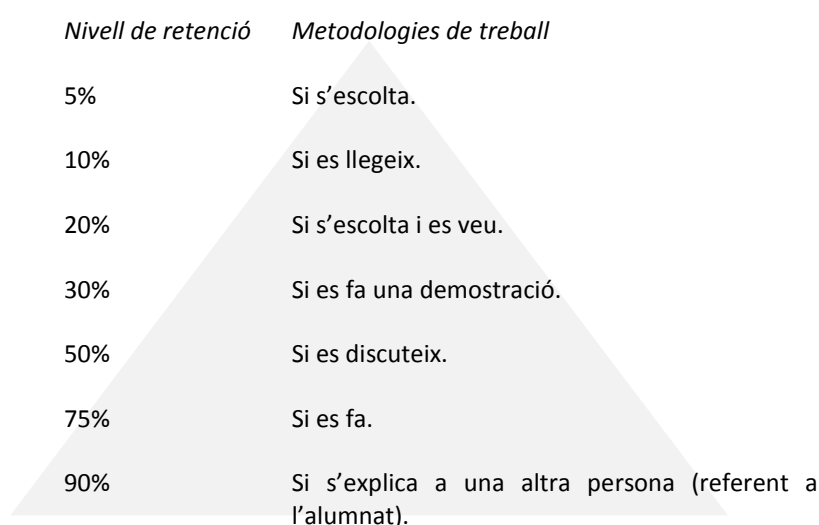 Nivell de retenció Metodologies de treball
5% Si s’escolta.
10% Si es llegeix.
20% Si s’escolta i es veu.
30% Si es fa una demostració.
50% Si es discuteix.
75% Si es fa.
90% Si s’explica a una altra persona (referent a
l’alumnat).